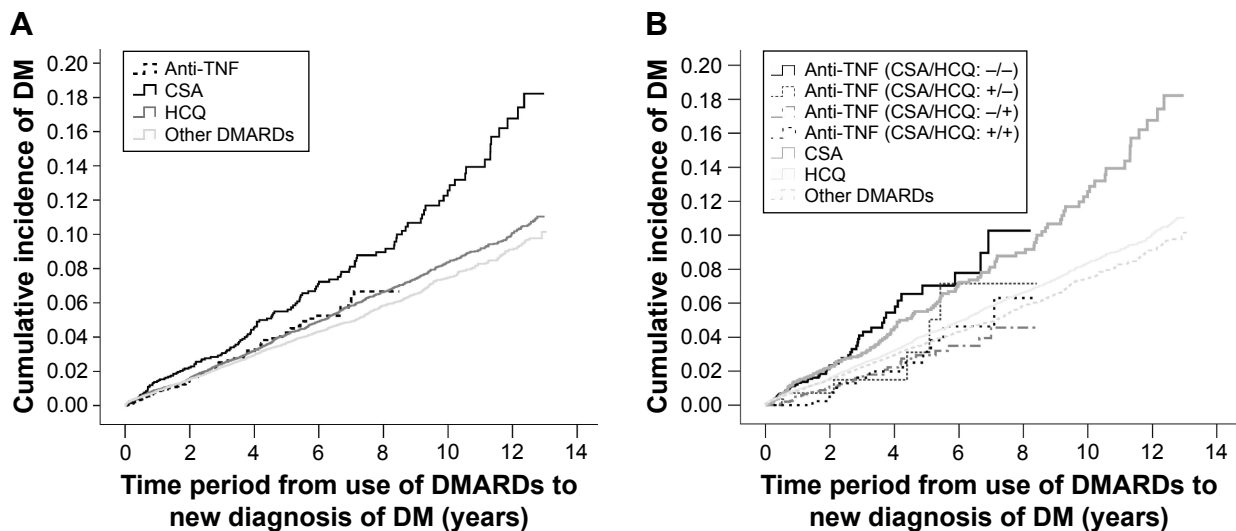 A
Cumulative incidence of DM
0.20
0.18
0.16
0.14
0.12
0.10
0.08
0.06
0.04
0.02
0.00
Anti-TNF
CSA
HCQ
Other DMARDs
0 2 4 6 8 10 12 14
Time period from use of DMARDs to
new diagnosis of DM (years)
B
Cumulative incidence of DM
0.20
0.18
0.16
0.14
0.12
0.10
0.08
0.06
0.04
0.02
0.00
Anti-TNF (CSA/HCQ: –/–)
Anti-TNF (CSA/HCQ: +/–)
Anti-TNF (CSA/HCQ: –/+)
Anti-TNF (CSA/HCQ: +/+)
CSA
HCQ
Other DMARDs
0 2 4 6 8 10 12 14
Time period from use of DMARDs to
new diagnosis of DM (years)